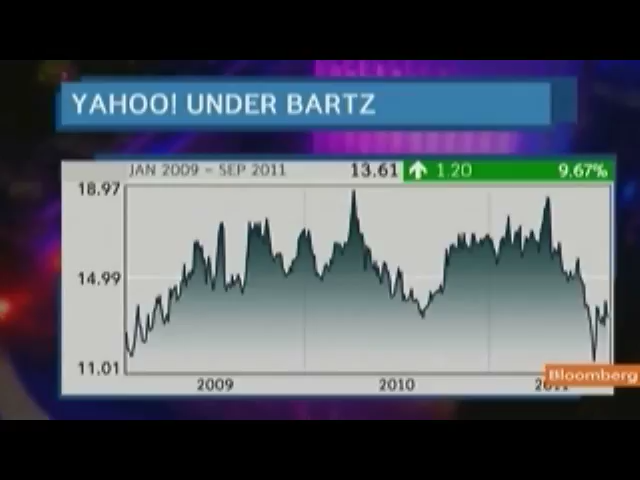 YAHOO! UNDER BARTZ
JAN 2009 - SEP 2011 13.61 1.20 9.67%
18.97
14.99
11.01
2009 2010
Bloomberg